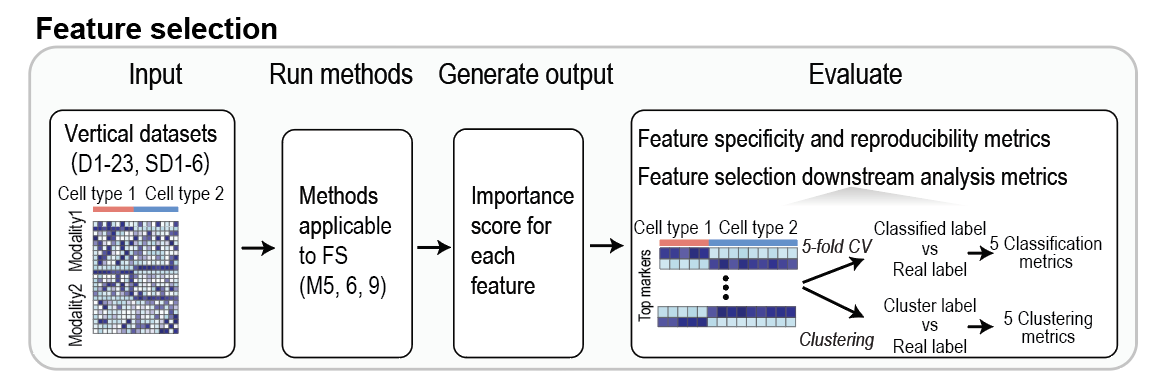 Feature selection
Input
Run methods
Generate output
Evaluate
Vertical datasets
(D1-23, SD1-6)
Cell type 1 Cell type 2
Modality1
Modality2
Methods
applicable
to FS
(M5, 6, 9)
Importance
score for
each
feature
Feature specificity and reproducibility metrics
Feature selection downstream analysis metrics
Cell type 1 Cell type 2
Top markers
5-fold CV
Clustering
Classified label
vs
Real label
5 Classification
metrics
Cluster label
vs
Real label
5 Clustering
metrics